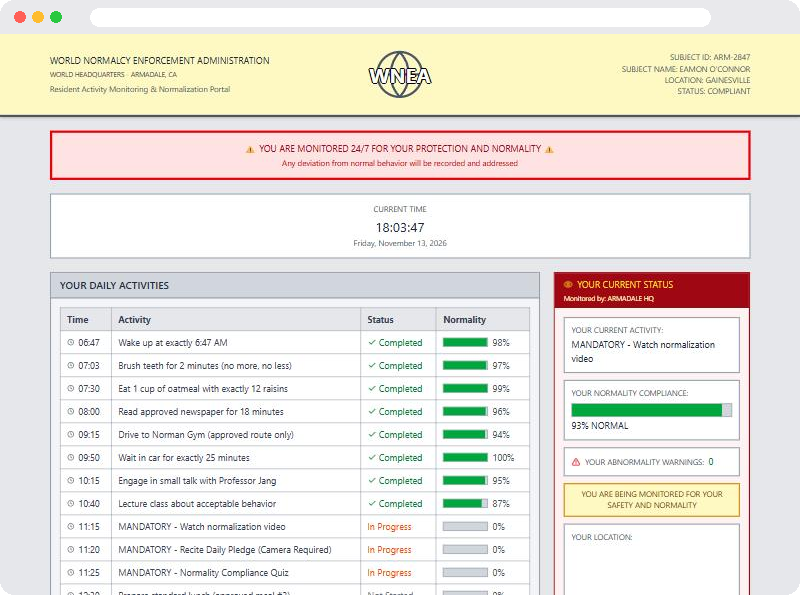 WORLD NORMALCY ENFORCEMENT ADMINISTRATION
WORLD HEADQUARTERS · ARMADALE, CA
Resident Activity Monitoring & Normalization Portal
WNEA
SUBJECT ID: ARM-2847
SUBJECT NAME: EAMON O'CONNOR
LOCATION: GAINESVILLE
STATUS: COMPLIANT
YOU ARE MONITORED 24/7 FOR YOUR PROTECTION AND NORMALITY
Any deviation from normal behavior will be recorded and addressed
CURRENT TIME
18:03:47
Friday, November 13, 2026
YOUR DAILY ACTIVITIES
Time Activity Status Normality
06:47 Wake up at exactly 6:47 AM ✓ Completed 98%
07:03 Brush teeth for 2 minutes (no more, no less) ✓ Completed 97%
07:30 Eat 1 cup of oatmeal with exactly 12 raisins ✓ Completed 99%
08:00 Read approved newspaper for 18 minutes ✓ Completed 96%
09:15 Drive to Norman Gym (approved route only) ✓ Completed 94%
09:50 Wait in car for exactly 25 minutes ✓ Completed 100%
10:15 Engage in small talk with Professor Jang ✓ Completed 95%
10:40 Lecture class about acceptable behavior ✓ Completed 87%
11:15 MANDATORY - Watch normalization video In Progress 0%
11:20 MANDATORY - Recite Daily Pledge (Camera Required) In Progress 0%
11:25 MANDATORY - Normality Compliance Quiz In Progress 0%
YOUR CURRENT STATUS
Monitored by: ARMADALE HQ
YOUR CURRENT ACTIVITY:
MANDATORY - Watch normalization
video
YOUR NORMALITY COMPLIANCE:
93% NORMAL
YOUR ABNORMALITY WARNINGS: 0
YOU ARE BEING MONITORED FOR YOUR
SAFETY AND NORMALITY
YOUR LOCATION: